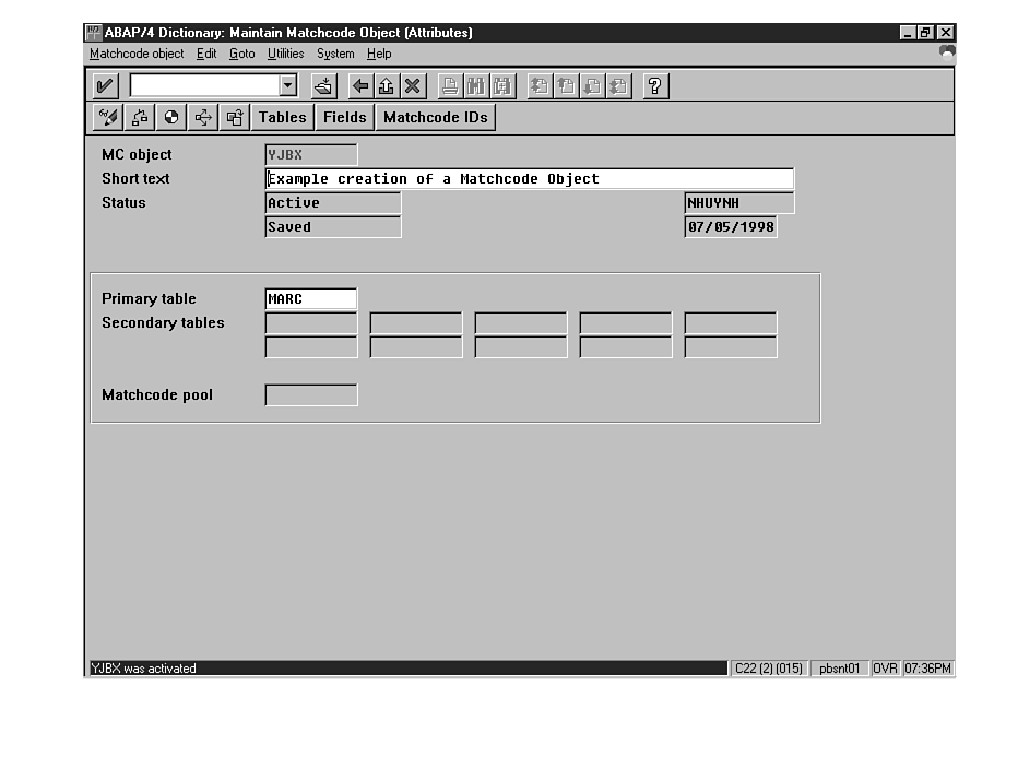 ABAP/4 Dictionary: Maintain Matchcode Object (Attributes)
Matchcode object Edit Goto Utilities System Help
Tables Fields Matchcode IDs
MC object YJBX
Short text Example creation of a Matchcode Object
Status Active NHUYNH
Saved 07/05/1998
Primary table MARC
Secondary tables
Matchcode pool
YJBX was activated C22 (2) (015) pbsnt01 OVR 07:36PM